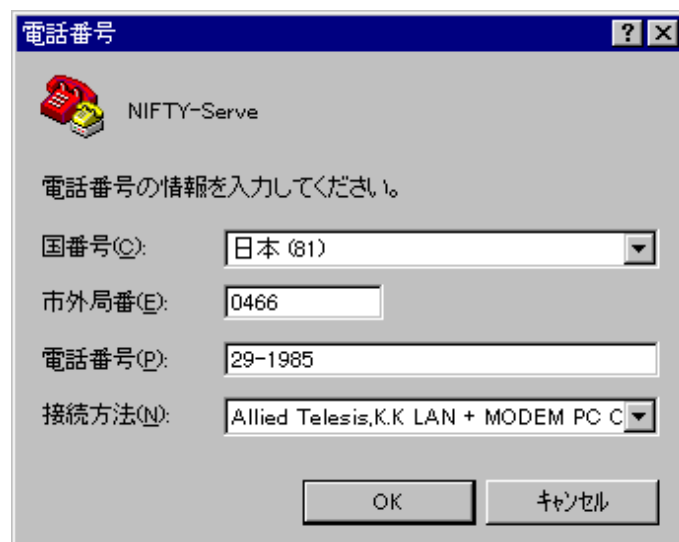 電話番号
NIFTY-Serve
電話番号の情報を入力してください。
国番号(C): 日本 (81)
市外局番(E): 0466
電話番号(P): 29-1985
接続方法(N): Allied Telesis,K.K LAN + MODEM PC C
OK キャンセル